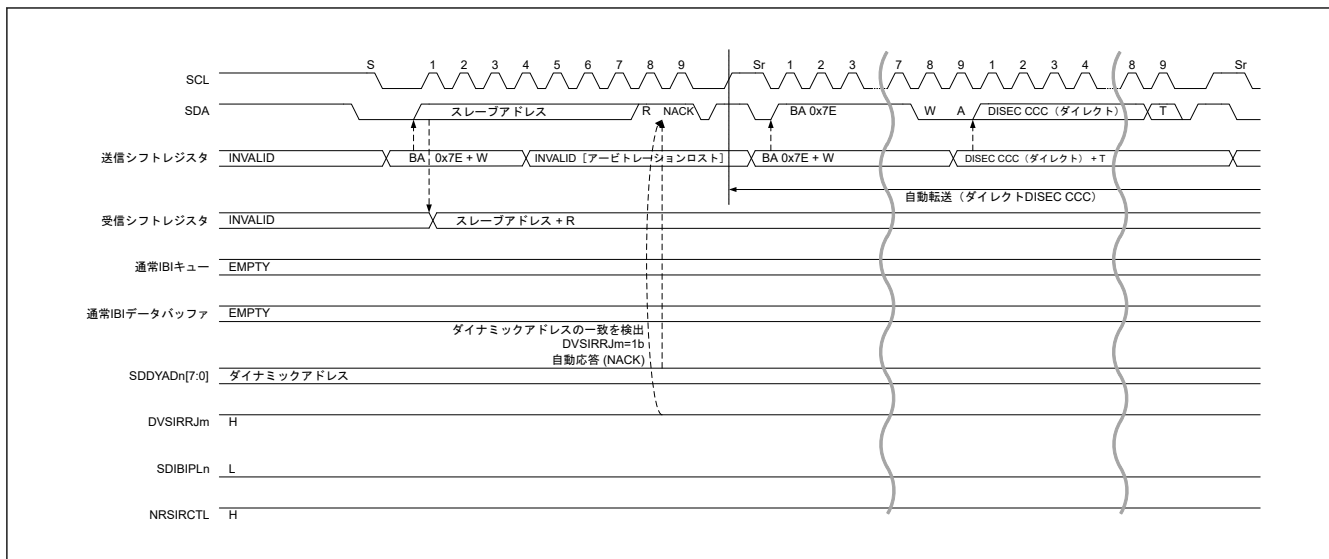 S 1 2 3 4 5 6 7 8 9 Sr 1 2 3 7 8 9 1 2 3 4 8 9 Sr
SCL
SDA スレーブアドレス R NACK BA 0x7E W A DISEC CCC（ダイレクト） T
送信シフトレジスタ INVALID BA 0x7E + W INVALID［アービトレーションロスト］ BA 0x7E + W DISEC CCC（ダイレクト）+ T
自動転送（ダイレクトDISEC CCC）
受信シフトレジスタ INVALID スレーブアドレス + R
通常IBIキュー EMPTY
通常IBIデータバッファ EMPTY
ダイナミックアドレスの一致を検出
DVSIRRJm=1b
自動応答 (NACK)
SDDYADn[7:0] ダイナミックアドレス
DVSIRRJm H
SDIBIPLn L
NRSIRCTL H